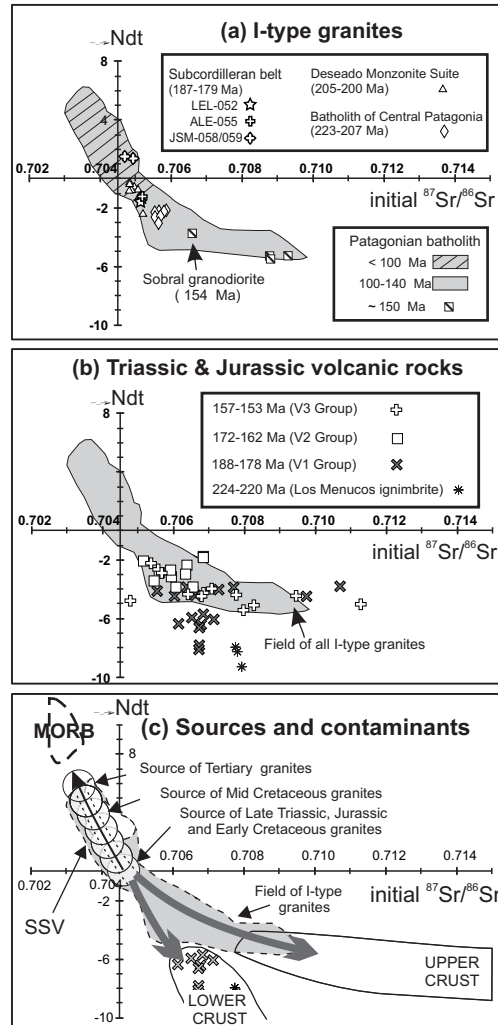 →Ndt
(a) I-type granites
Subcordilleran belt
(187-179 Ma)
LEL-052
ALE-055
JSM-058/059
Deseado Monzonite Suite
(205-200 Ma)
Batholith of Central Patagonia
(223-207 Ma)
8
4
0.702
0.704
0.706
0.708
0.710
0.712
0.714
initial ⁸⁷Sr/⁸⁶Sr
-2
-6
-10
Sobral granodiorite
( 154 Ma)
Patagonian batholith
< 100 Ma
100-140 Ma
~ 150 Ma
(b) Triassic & Jurassic volcanic rocks
→Ndt
8
157-153 Ma (V3 Group)
172-162 Ma (V2 Group)
188-178 Ma (V1 Group)
224-220 Ma (Los Menucos ignimbrite)
4
0.702
0.704
0.706
0.708
0.710
0.712
0.714
initial ⁸⁷Sr/⁸⁶Sr
-2
-6
-10
Field of all I-type granites
→Ndt
(c) Sources and contaminants
MORB
8
Source of Tertiary granites
Source of Mid Cretaceous granites
Source of Late Triassic, Jurassic
and Early Cretaceous granites
0.702
0.704
0.706
0.708
0.710
0.712
0.714
initial ⁸⁷Sr/⁸⁶Sr
SSV
Field of I-type
granites
-6
-10
LOWER
CRUST
UPPER
CRUST